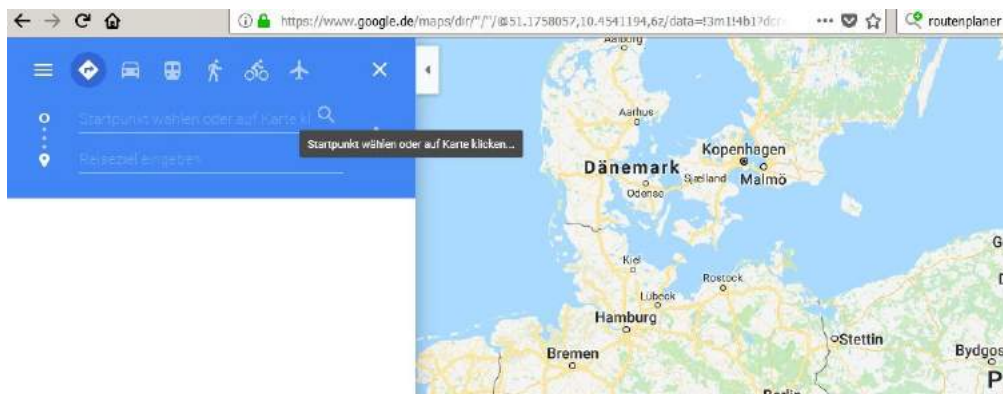 https://www.google.de/maps/dir/''/''/@51.1758057,10.4541194,6z/data=!3m1!4b1?dcr=
routenplaner
Startpunkt wählen oder auf Karte kl
Startpunkt wählen oder auf Karte klicken...
Reiseziel eingeben
Aalborg
Aarhus
Kopenhagen
Dänemark
Sjælland
Malmö
Odense
Kiel
Rostock
Lübeck
Hamburg
Stettin
Bremen
Bydgos
Berlin
P